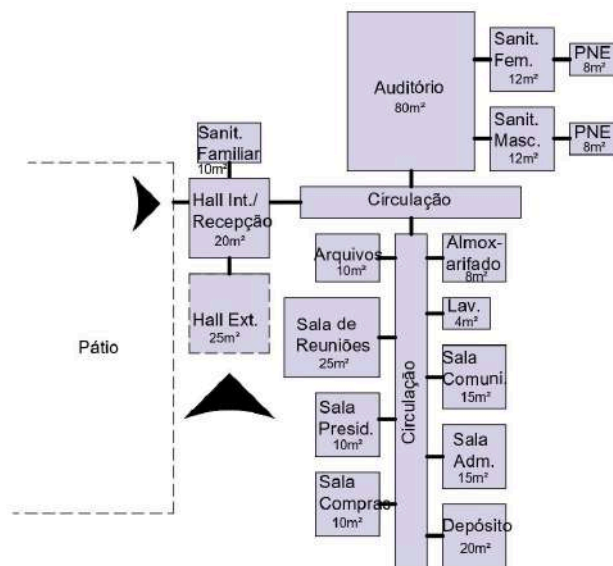 Auditório
80m²
Sanit.
Fem.
12m²
PNE
8m²
Sanit.
Masc.
12m²
PNE
8m²
Sanit.
Familiar
10m²
Hall Int./
Recepção
20m²
Circulação
Hall Ext.
25m²
Pátio
Arquivos
10m²
Almox-
arifado
8m²
Sala de
Reuniões
25m²
Lav.
4m²
Circulação
Sala
Comuni.
15m²
Sala
Presid.
10m²
Sala
Adm.
15m²
Sala
Compras
10m²
Depósito
20m²